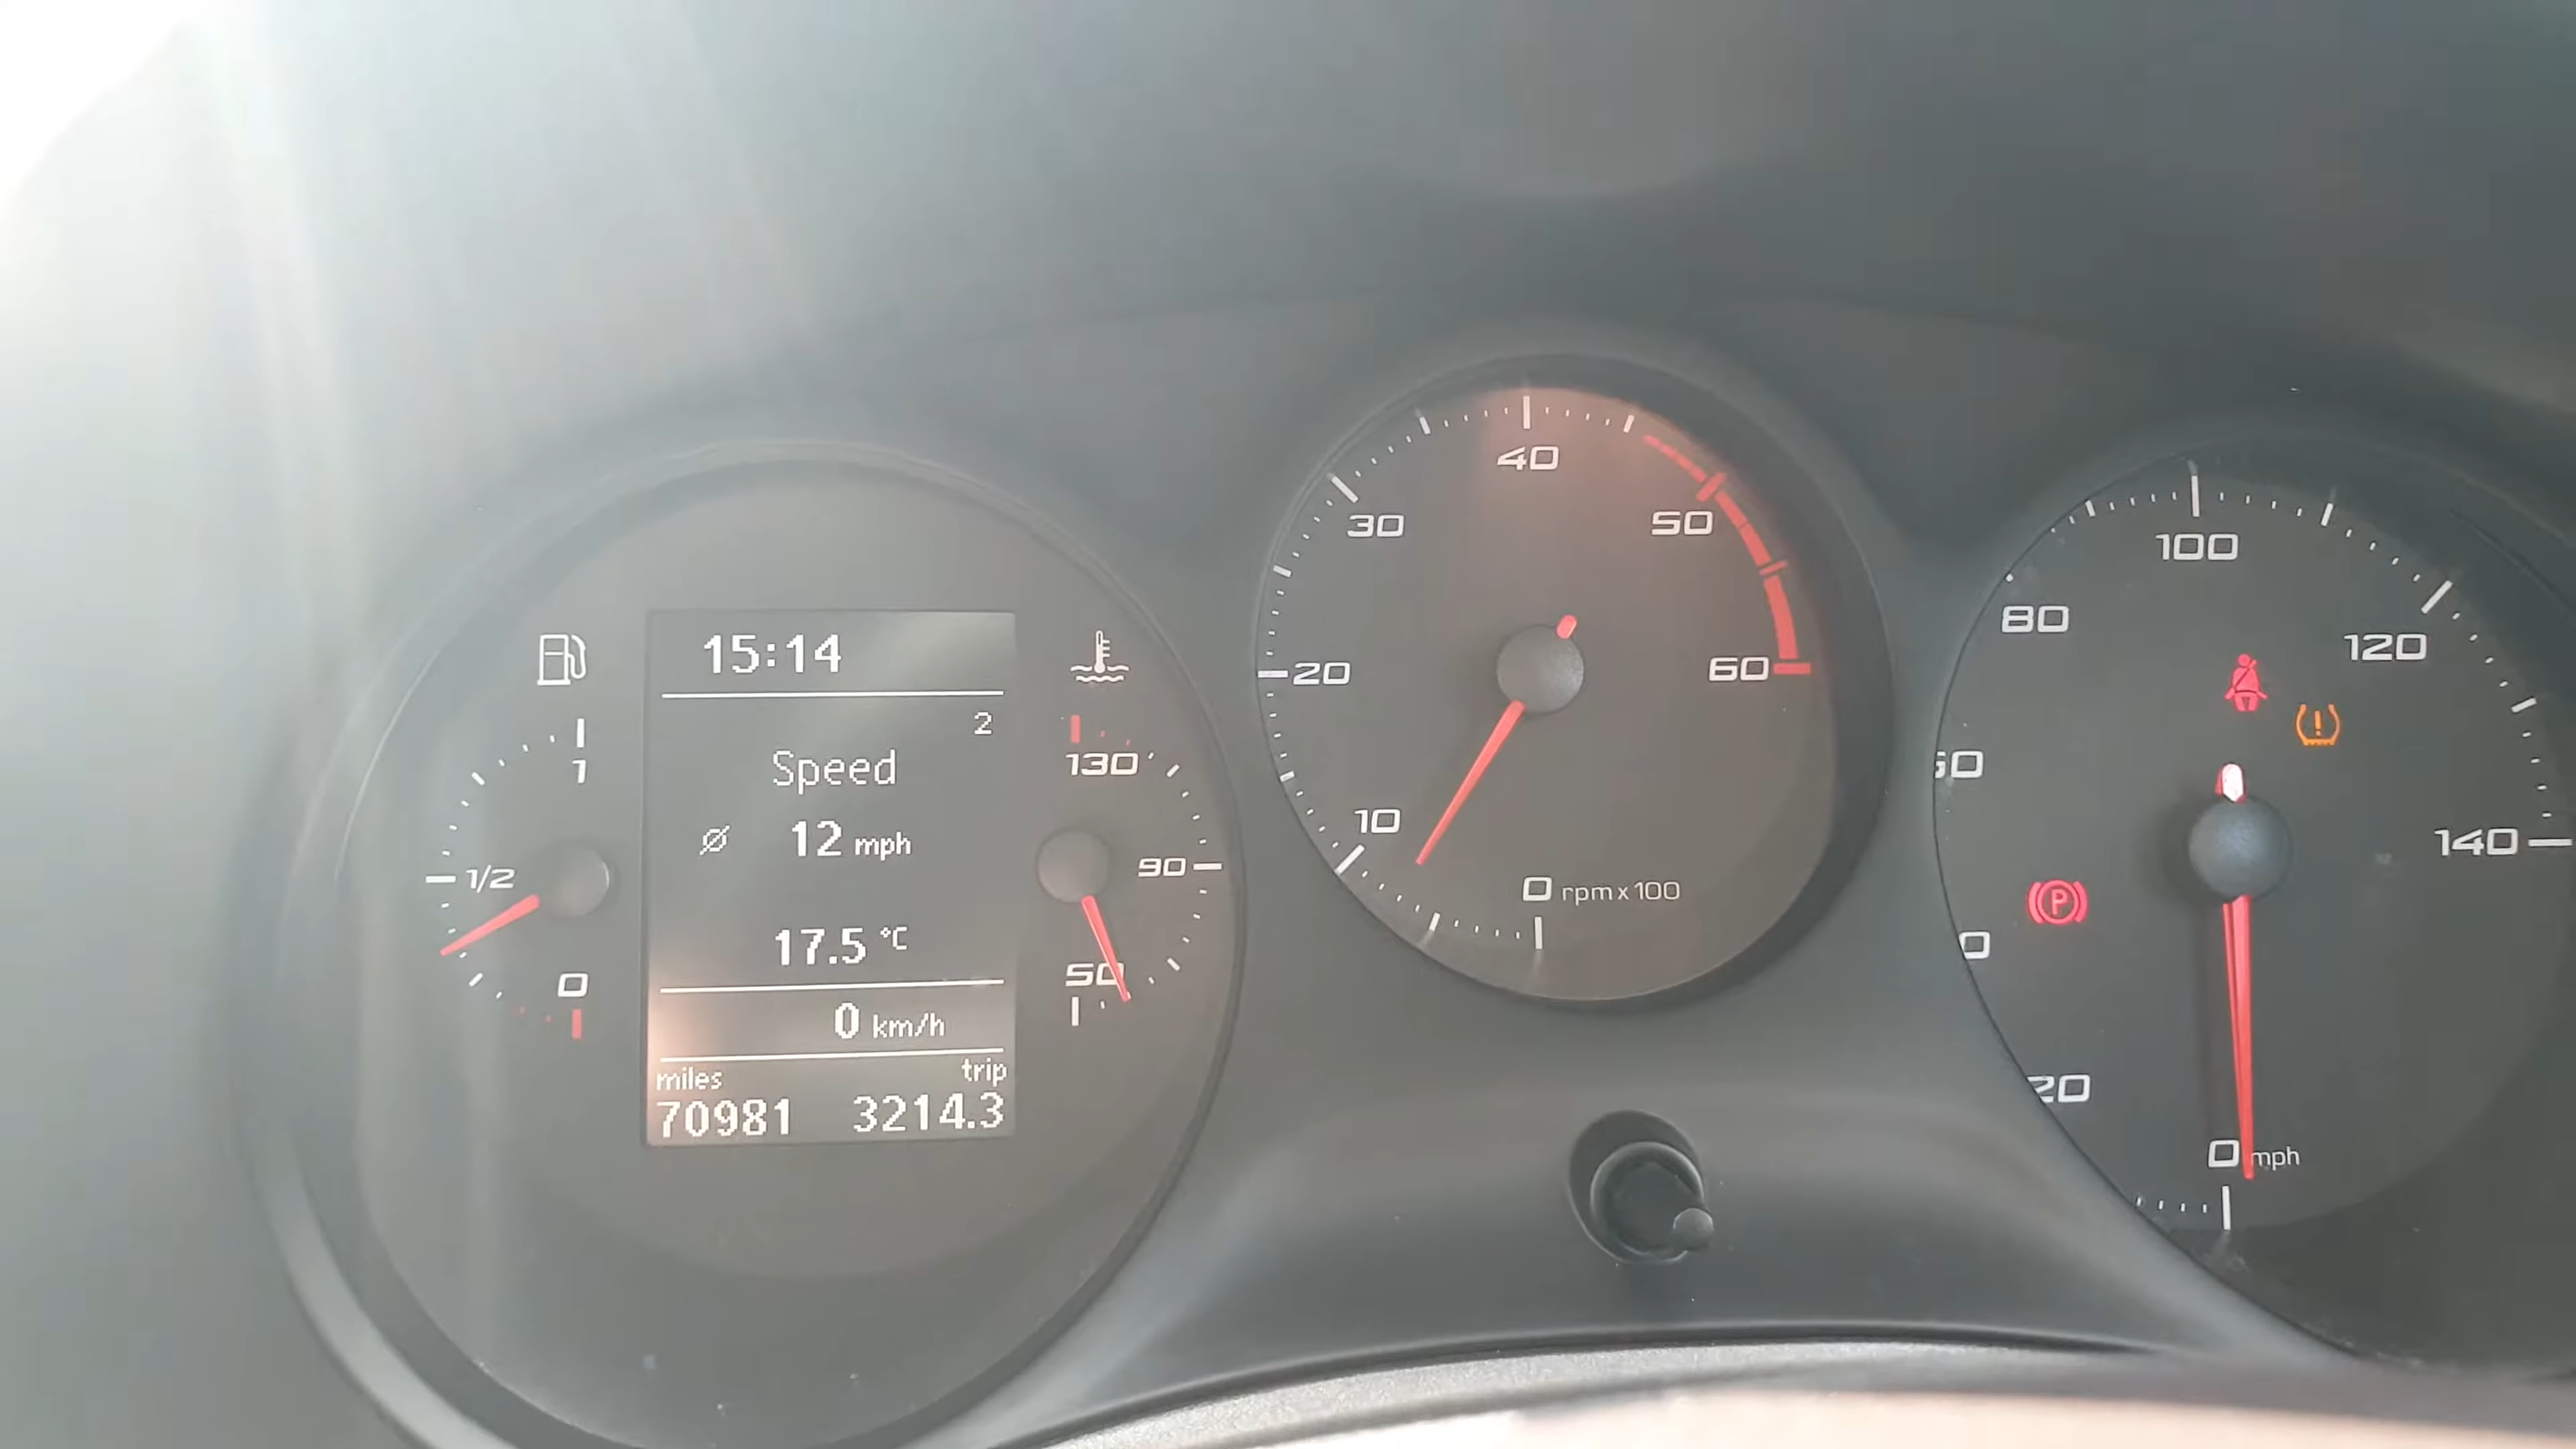 15:14
2
Speed
Ø 12 mph
17.5 °C
0 km/h
miles trip
70981 3214.3
1
1/2
0
130
90
50
40
30
50
20
60
10
0 rpm x 100
100
80
120
140
P
20
0 mph